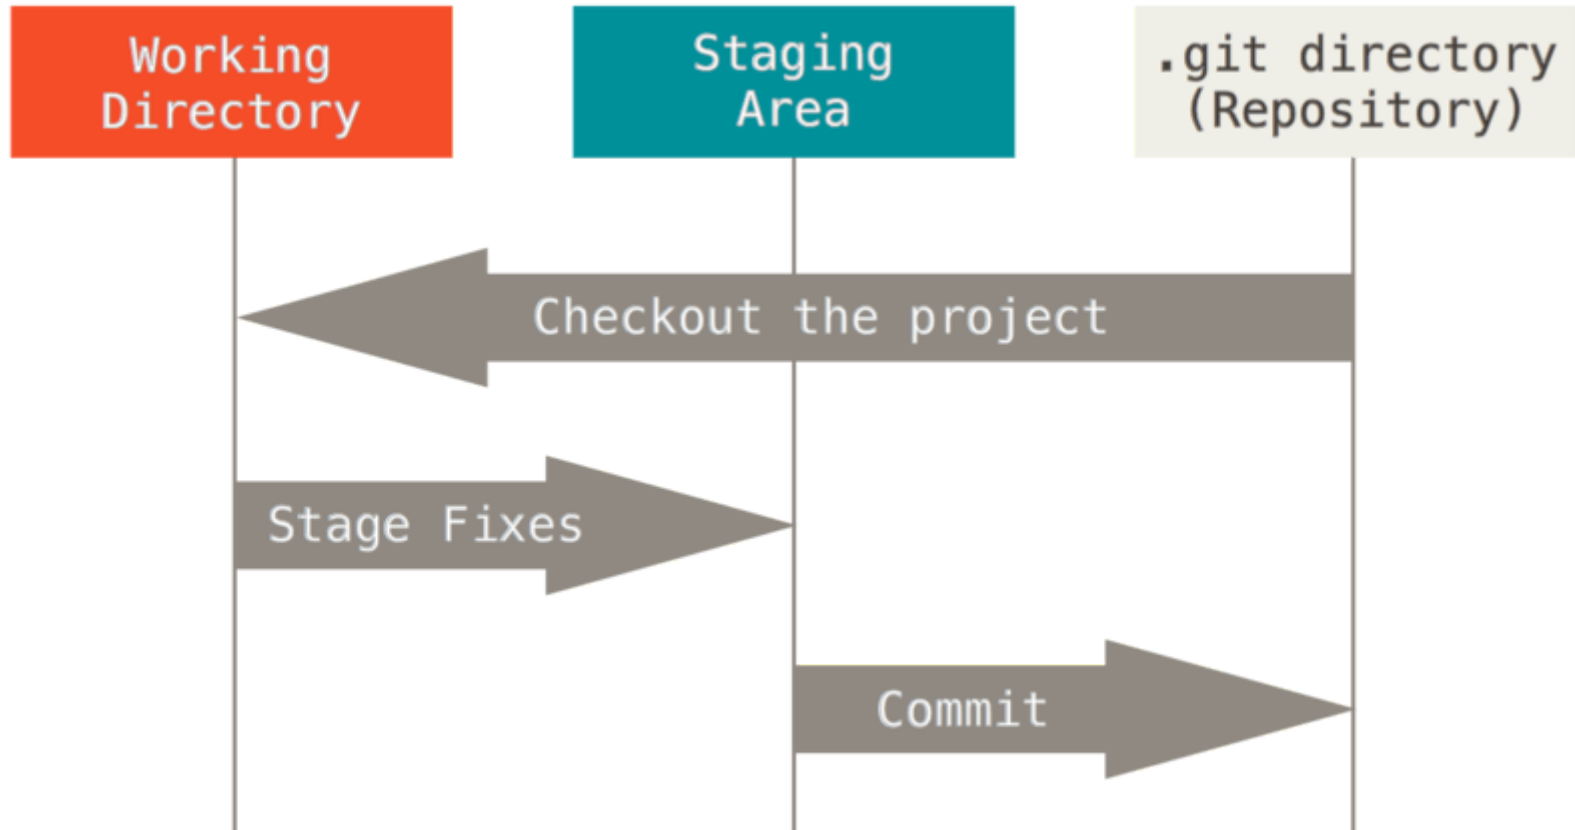 Working
Directory
Staging
Area
.git directory
(Repository)
Checkout the project
Stage Fixes
Commit